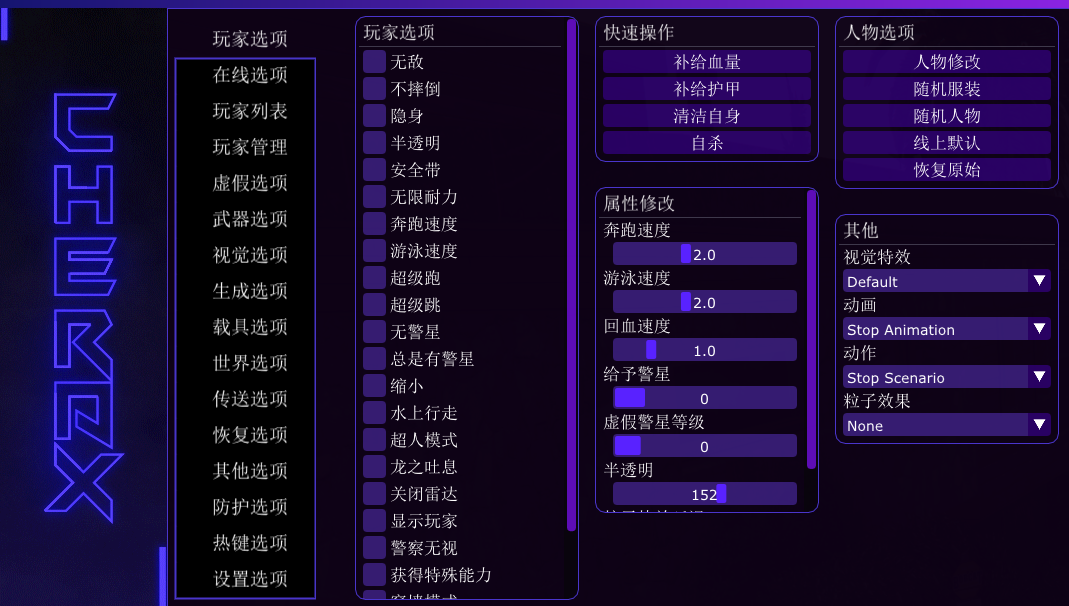 CHERAX
玩家选项
在线选项
玩家列表
玩家管理
虚假选项
武器选项
视觉选项
生成选项
载具选项
世界选项
传送选项
恢复选项
其他选项
防护选项
热键选项
设置选项
玩家选项
无敌
不摔倒
隐身
半透明
安全带
无限耐力
奔跑速度
游泳速度
超级跑
超级跳
无警星
总是有警星
缩小
水上行走
超人模式
龙之吐息
关闭雷达
显示玩家
警察无视
获得特殊能力
快速操作
补给血量
补给护甲
清洁自身
自杀
属性修改
奔跑速度
2.0
游泳速度
2.0
回血速度
1.0
给予警星
0
虚假警星等级
0
半透明
152
人物选项
人物修改
随机服装
随机人物
线上默认
恢复原始
其他
视觉特效
Default
动画
Stop Animation
动作
Stop Scenario
粒子效果
None